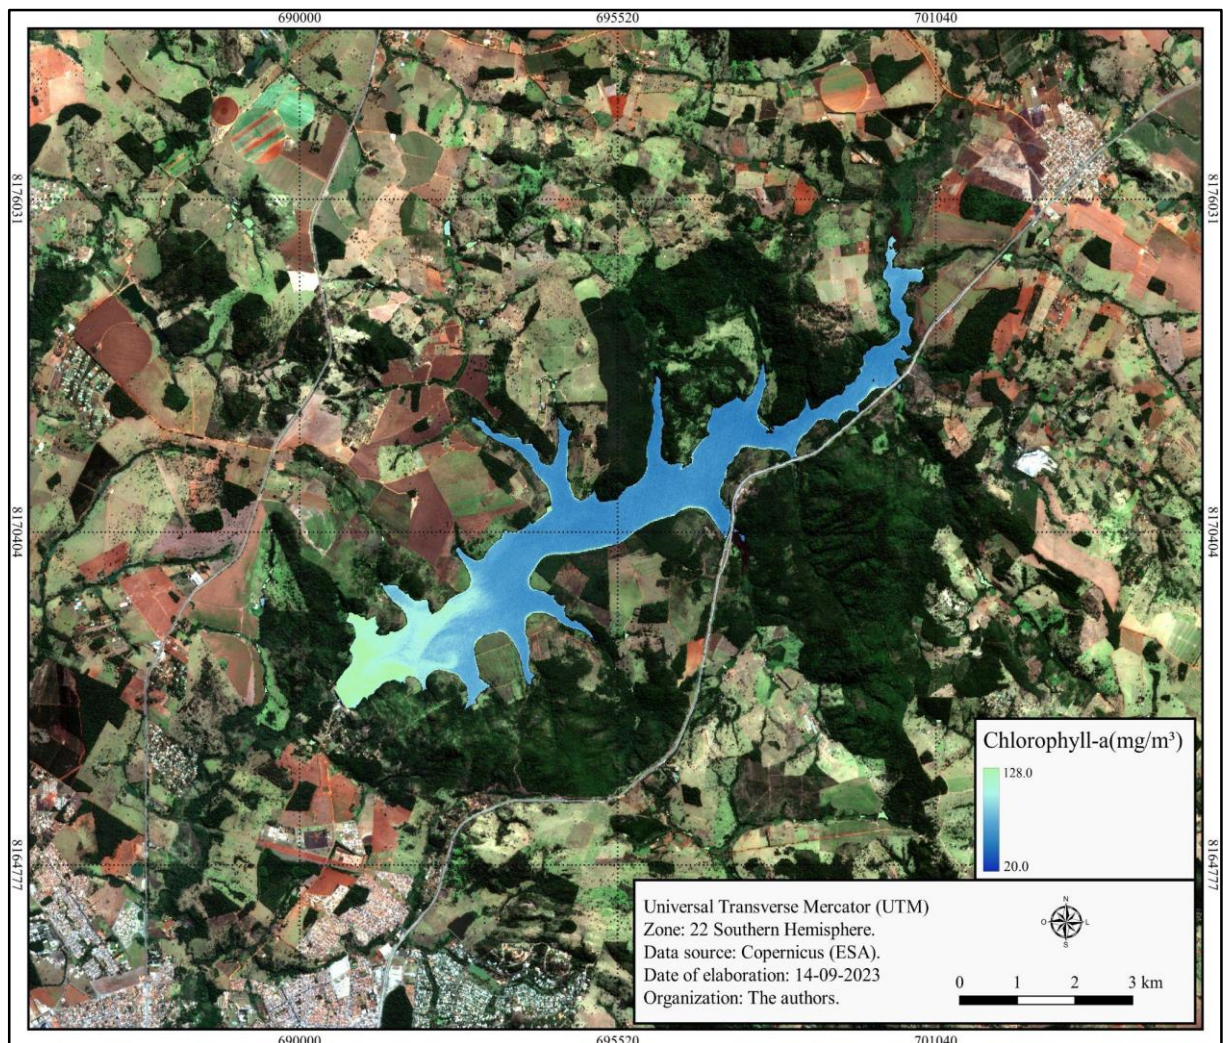 690000 695520 701040
8176031 8176031
8170404 8170404
Chlorophyll-a(mg/m³)
128.0
20.0
8164777 8164777
Universal Transverse Mercator (UTM)
Zone: 22 Southern Hemisphere.
Data source: Copernicus (ESA).
Date of elaboration: 14-09-2023
Organization: The authors.
N
O L
S
0 1 2 3 km
690000 695520 701040